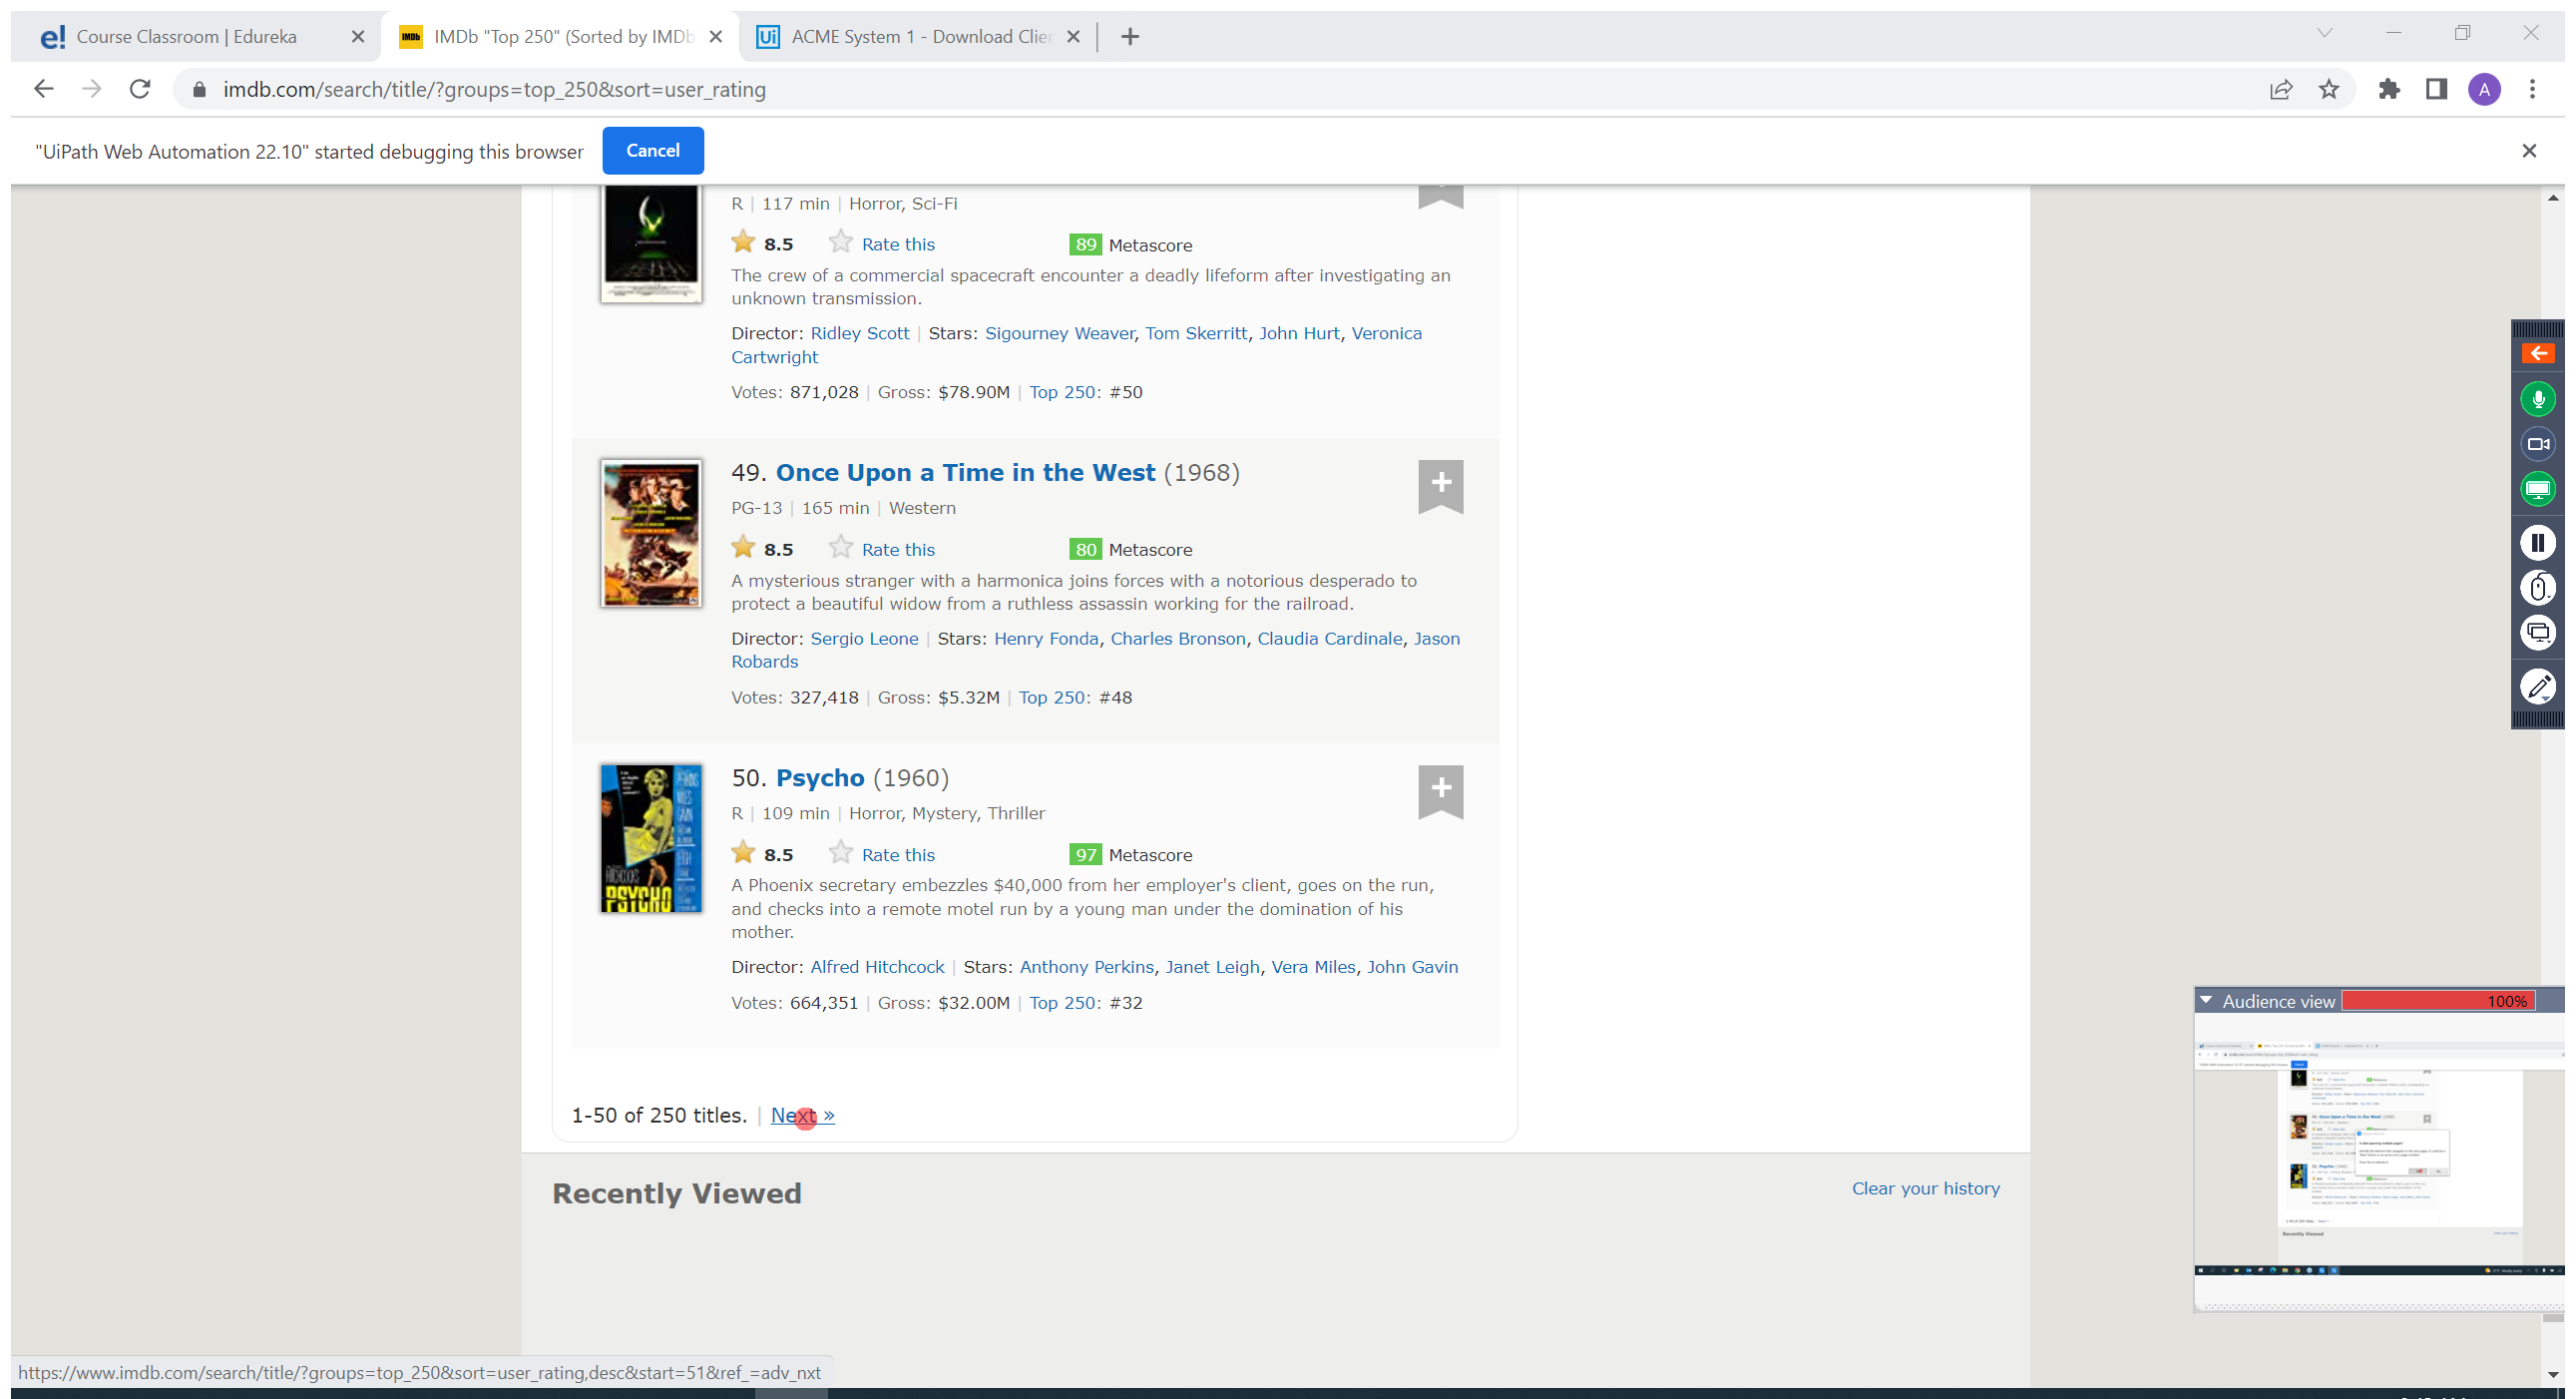 e! Course Classroom | Edureka
IMDb IMDb "Top 250" (Sorted by IMDb
Ui ACME System 1 - Download Clier
imdb.com/search/title/?groups=top_250&sort=user_rating
A
"UiPath Web Automation 22.10" started debugging this browser Cancel
R | 117 min | Horror, Sci-Fi
8.5 Rate this 89 Metascore
The crew of a commercial spacecraft encounter a deadly lifeform after investigating an
unknown transmission.
Director: Ridley Scott | Stars: Sigourney Weaver, Tom Skerritt, John Hurt, Veronica
Cartwright
Votes: 871,028 | Gross: $78.90M | Top 250: #50
49. Once Upon a Time in the West (1968)
PG-13 | 165 min | Western
8.5 Rate this 80 Metascore
A mysterious stranger with a harmonica joins forces with a notorious desperado to
protect a beautiful widow from a ruthless assassin working for the railroad.
Director: Sergio Leone | Stars: Henry Fonda, Charles Bronson, Claudia Cardinale, Jason
Robards
Votes: 327,418 | Gross: $5.32M | Top 250: #48
PSYCHO
50. Psycho (1960)
R | 109 min | Horror, Mystery, Thriller
8.5 Rate this 97 Metascore
A Phoenix secretary embezzles $40,000 from her employer's client, goes on the run,
and checks into a remote motel run by a young man under the domination of his
mother.
Director: Alfred Hitchcock | Stars: Anthony Perkins, Janet Leigh, Vera Miles, John Gavin
Votes: 664,351 | Gross: $32.00M | Top 250: #32
1-50 of 250 titles. | Next »
Recently Viewed
Clear your history
Audience view 100%
https://www.imdb.com/search/title/?groups=top_250&sort=user_rating,desc&start=51&ref_=adv_nxt